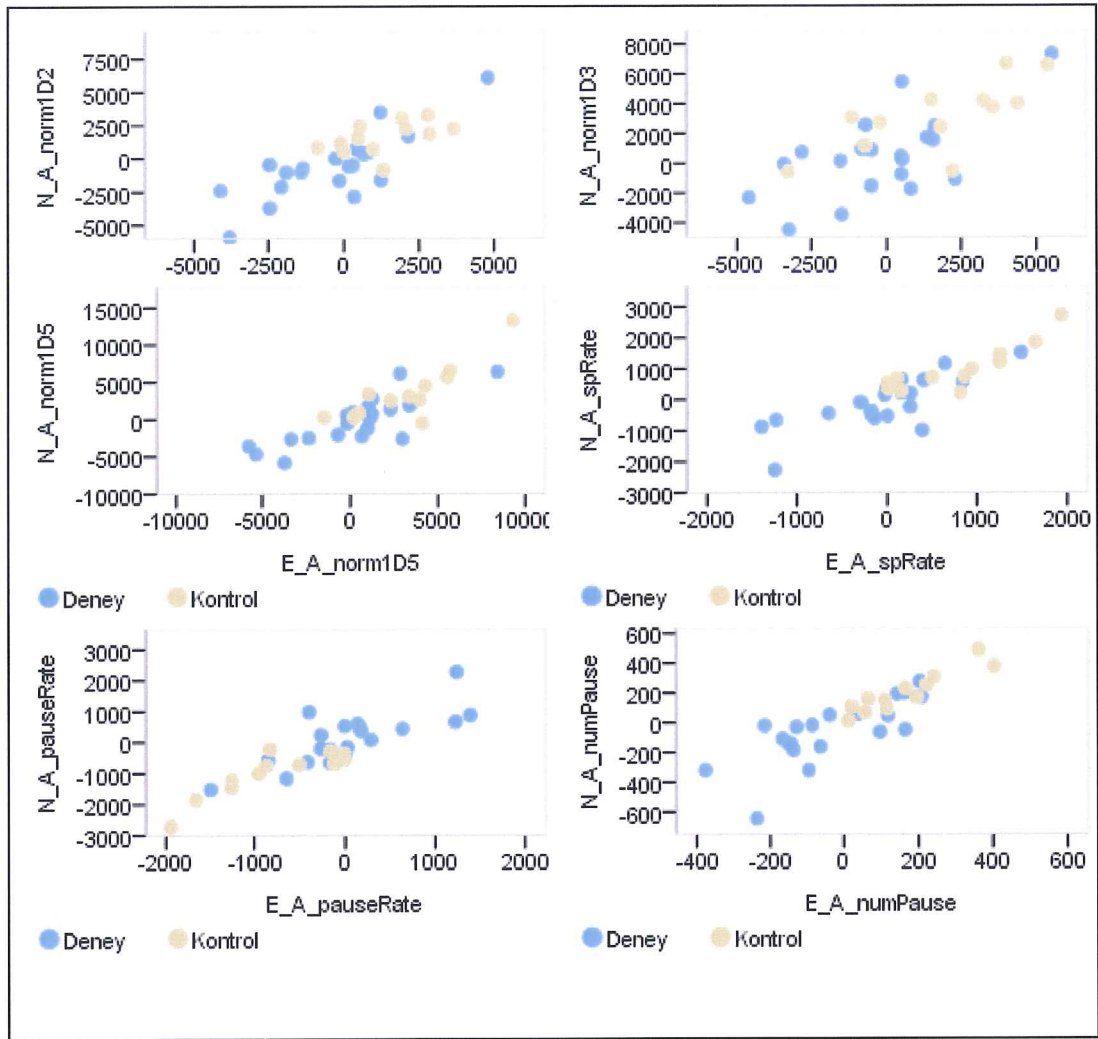 N_A_norm1D2
7500
5000
2500
0
-2500
-5000
-5000 -2500 0 2500 5000
N_A_norm1D3
8000
6000
4000
2000
0
-2000
-4000
-5000 -2500 0 2500 5000
N_A_norm1D5
15000
10000
5000
0
-5000
-10000
-10000 -5000 0 5000 10000
E_A_norm1D5
Deney Kontrol
N_A_spRate
3000
2000
1000
0
-1000
-2000
-3000
-2000 -1000 0 1000 2000
E_A_spRate
Deney Kontrol
N_A_pauseRate
3000
2000
1000
0
-1000
-2000
-3000
-2000 -1000 0 1000 2000
E_A_pauseRate
Deney Kontrol
N_A_numPause
600
400
200
0
-200
-400
-600
-400 -200 0 200 400 600
E_A_numPause
Deney Kontrol